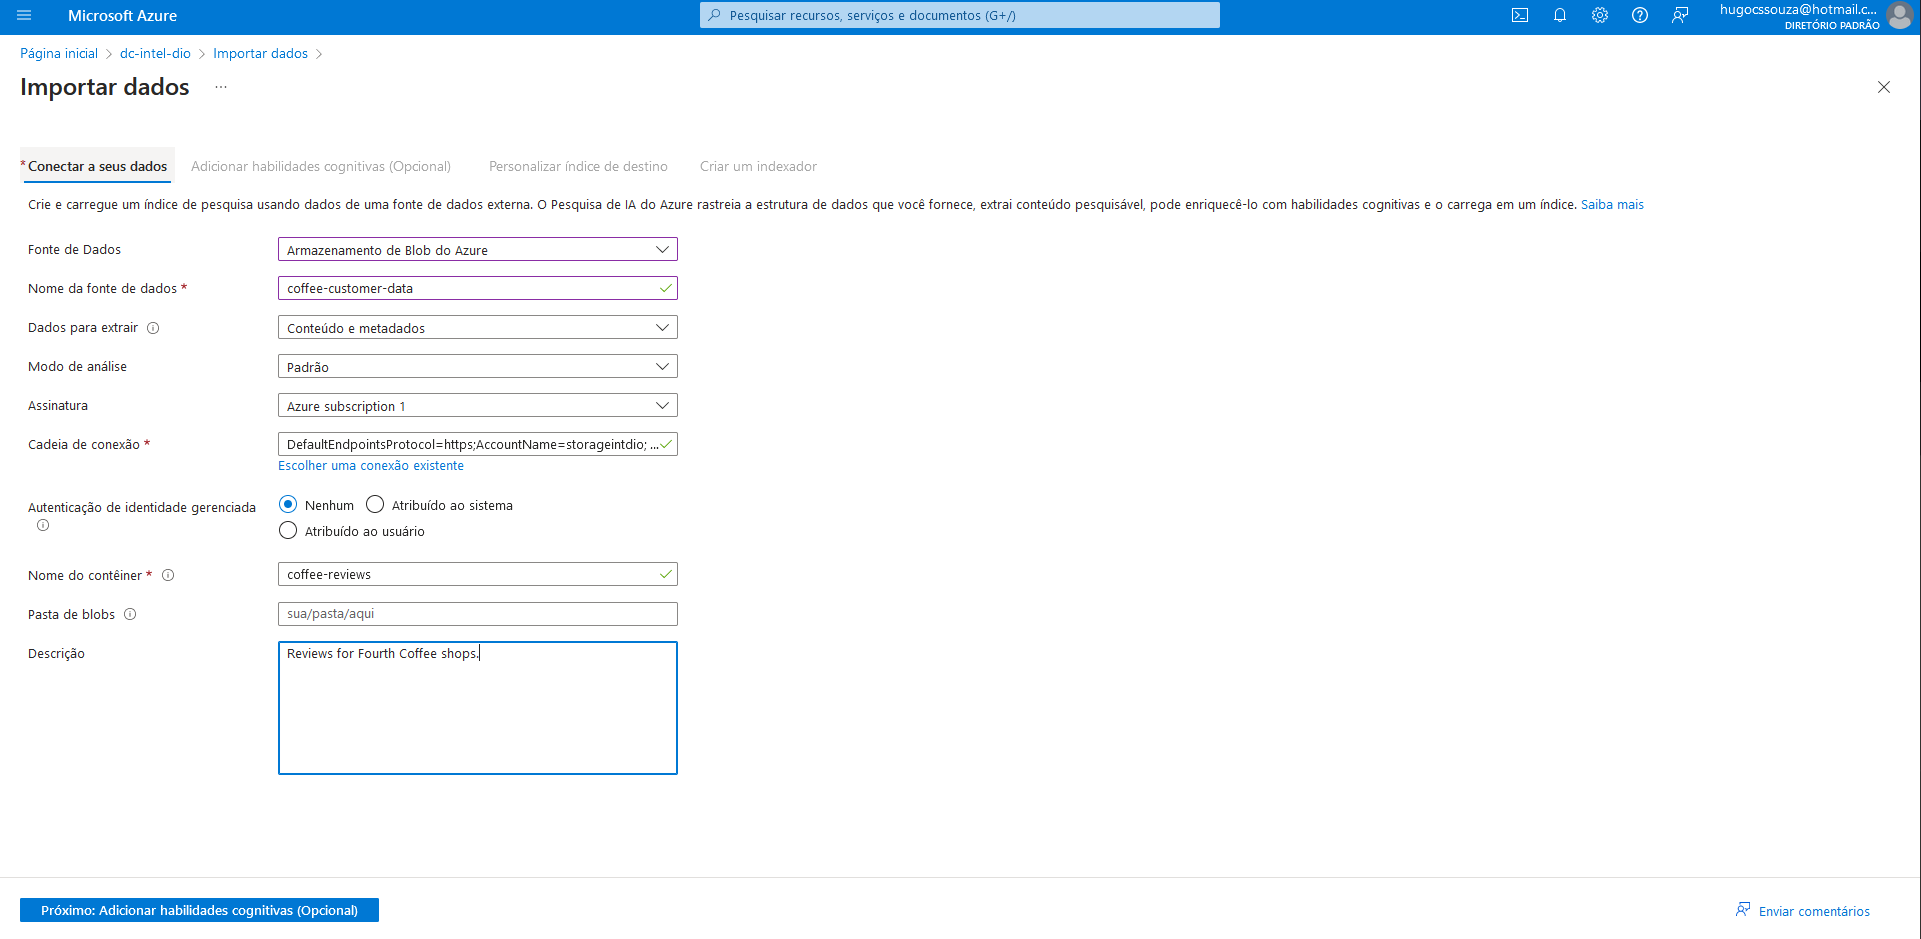 Microsoft Azure
Pesquisar recursos, serviços e documentos (G+/)
hugocssouza@hotmail.c...
DIRETÓRIO PADRÃO
Página inicial > dc-intel-dio > Importar dados >
Importar dados ...
* Conectar a seus dados
Adicionar habilidades cognitivas (Opcional)
Personalizar índice de destino
Criar um indexador
Crie e carregue um índice de pesquisa usando dados de uma fonte de dados externa. O Pesquisa de IA do Azure rastreia a estrutura de dados que você fornece, extrai conteúdo pesquisável, pode enriquecê-lo com habilidades cognitivas e o carrega em um índice. Saiba mais
Fonte de Dados
Armazenamento de Blob do Azure
Nome da fonte de dados *
coffee-customer-data
Dados para extrair
Conteúdo e metadados
Modo de análise
Padrão
Assinatura
Azure subscription 1
Cadeia de conexão *
DefaultEndpointsProtocol=https;AccountName=storageintdio; ...
Escolher uma conexão existente
Autenticação de identidade gerenciada
Nenhum
Atribuído ao sistema
Atribuído ao usuário
Nome do contêiner *
coffee-reviews
Pasta de blobs
sua/pasta/aqui
Descrição
Reviews for Fourth Coffee shops.
Próximo: Adicionar habilidades cognitivas (Opcional)
Enviar comentários